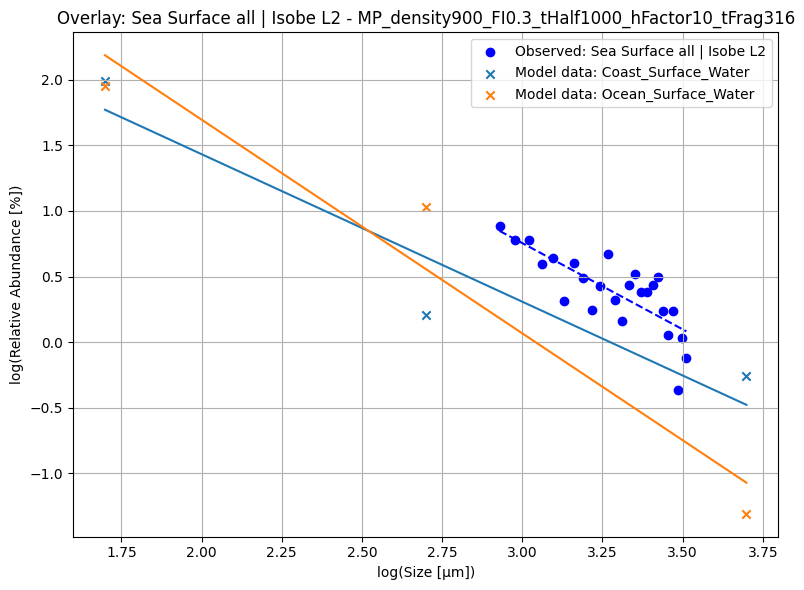 Overlay: Sea Surface all | Isobe L2 - MP_density900_FI0.3_tHalf1000_hFactor10_tFrag316
Observed: Sea Surface all | Isobe L2
Model data: Coast_Surface_Water
Model data: Ocean_Surface_Water
log(Relative Abundance [%])
2.0
1.5
1.0
0.5
0.0
−0.5
−1.0
1.75 2.00 2.25 2.50 2.75 3.00 3.25 3.50 3.75
log(Size [µm])